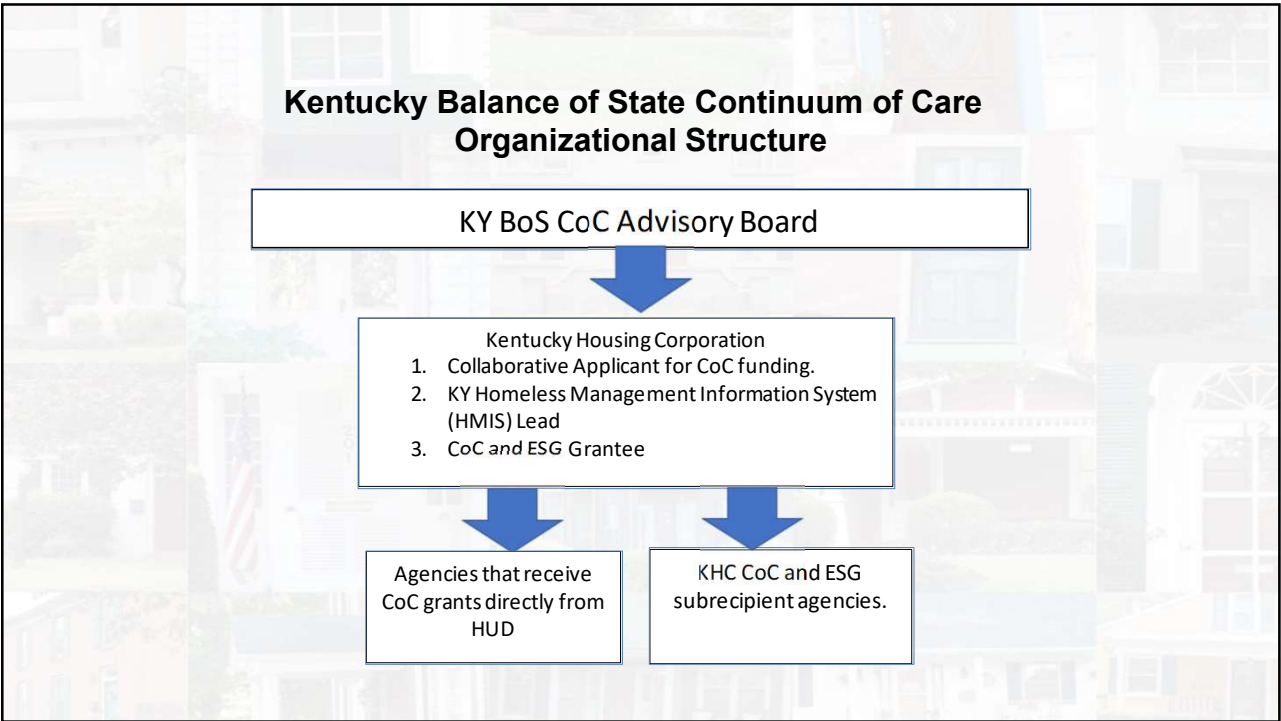 Kentucky Balance of State Continuum of Care
Organizational Structure
KY BoS CoC Advisory Board
Kentucky Housing Corporation
1. Collaborative Applicant for CoC funding.
2. KY Homeless Management Information System
(HMIS) Lead
3. CoC and ESG Grantee
Agencies that receive
CoC grants directly from
HUD
KHC CoC and ESG
subrecipient agencies.